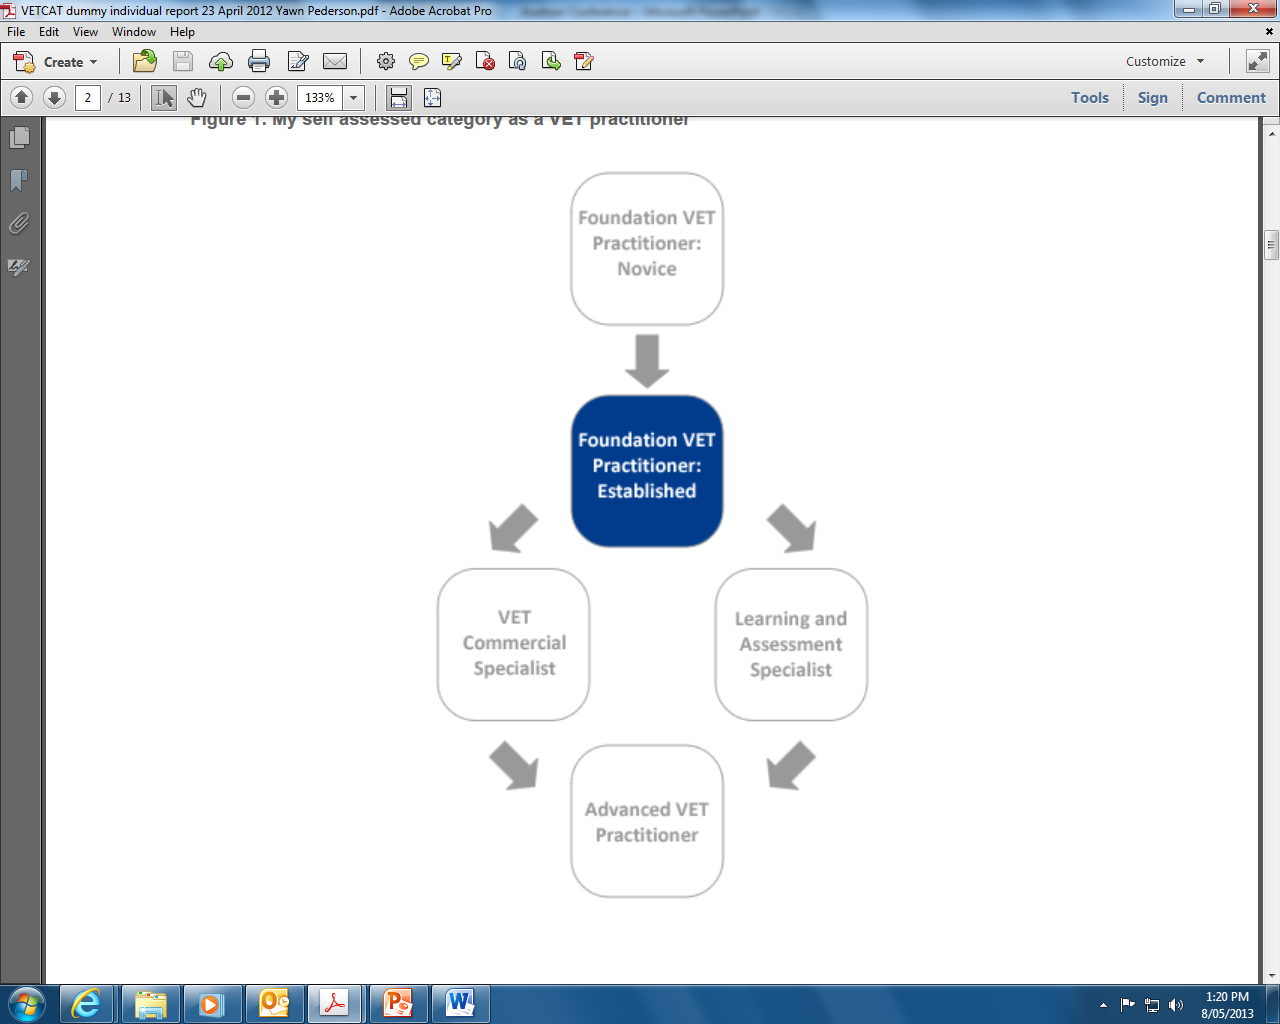 VETCAT dummy individual report 23 April 2012 Yawn Pederson.pdf - Adobe Acrobat Pro
File Edit View Window Help
Create
Customize
2 / 13
133%
Tools Sign Comment
Figure 1. My self assessed category as a VET practitioner
Foundation VET
Practitioner:
Novice
Foundation VET
Practitioner:
Established
VET
Commercial
Specialist
Learning and
Assessment
Specialist
Advanced VET
Practitioner
1:20 PM
8/05/2013